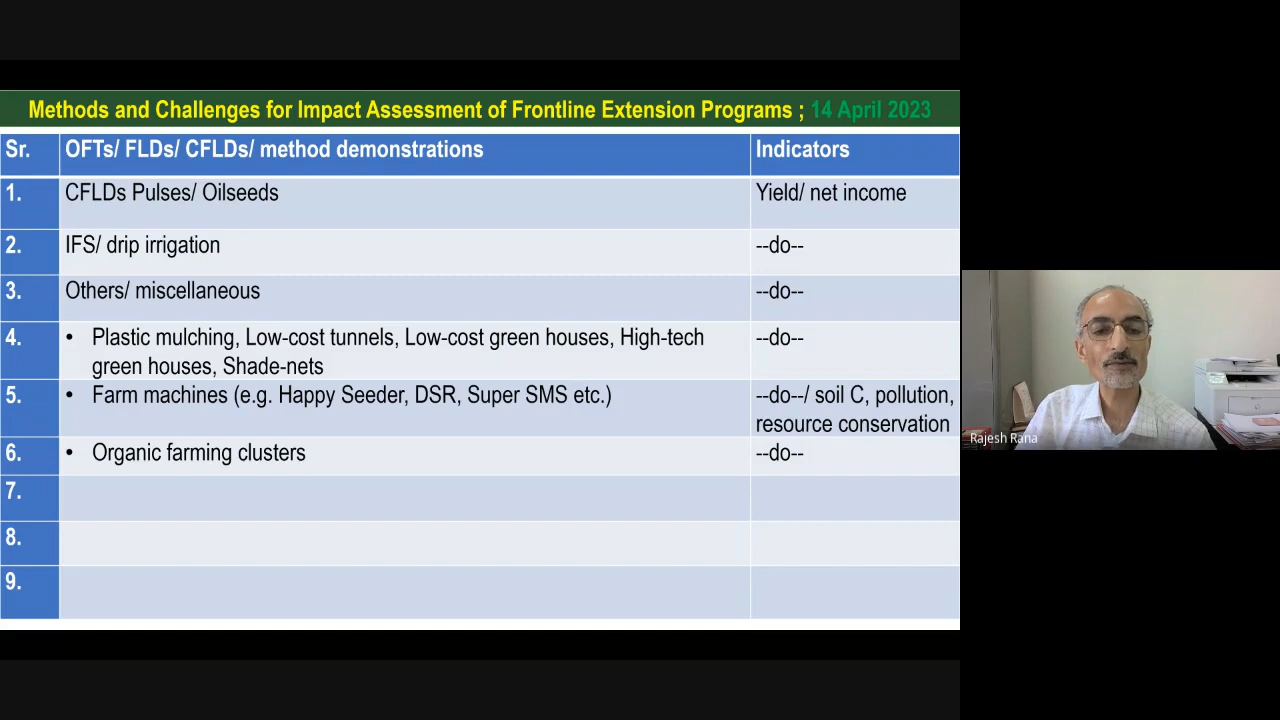 Methods and Challenges for Impact Assessment of Frontline Extension Programs ; 14 April 2023
Sr. OFTs/ FLDs/ CFLDs/ method demonstrations Indicators
1. CFLDs Pulses/ Oilseeds Yield/ net income
2. IFS/ drip irrigation --do--
3. Others/ miscellaneous --do--
4. • Plastic mulching, Low-cost tunnels, Low-cost green houses, High-tech --do--
green houses, Shade-nets
5. • Farm machines (e.g. Happy Seeder, DSR, Super SMS etc.) --do--/ soil C, pollution,
resource conservation
6. • Organic farming clusters --do--
7.
8.
9.
Rajesh Rana